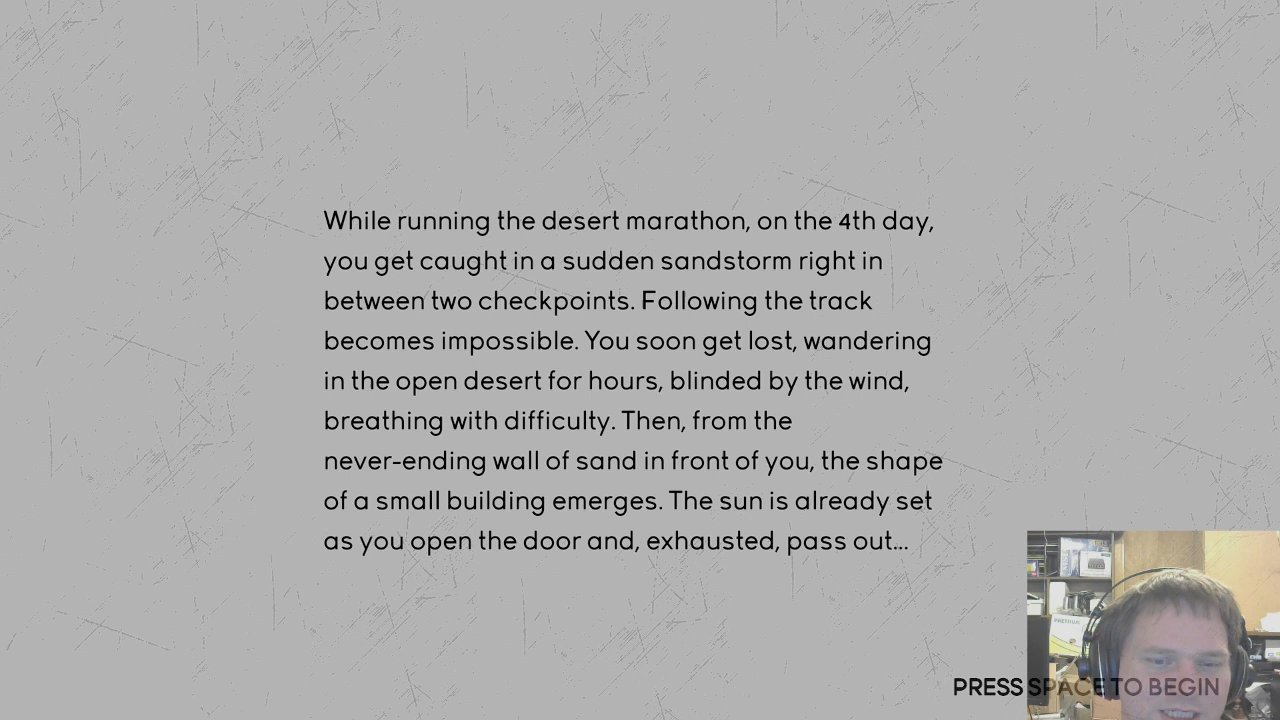 While running the desert marathon, on the 4th day,
you get caught in a sudden sandstorm right in
between two checkpoints. Following the track
becomes impossible. You soon get lost, wandering
in the open desert for hours, blinded by the wind,
breathing with difficulty. Then, from the
never-ending wall of sand in front of you, the shape
of a small building emerges. The sun is already set
as you open the door and, exhausted, pass out...
PRESS SPACE TO BEGIN